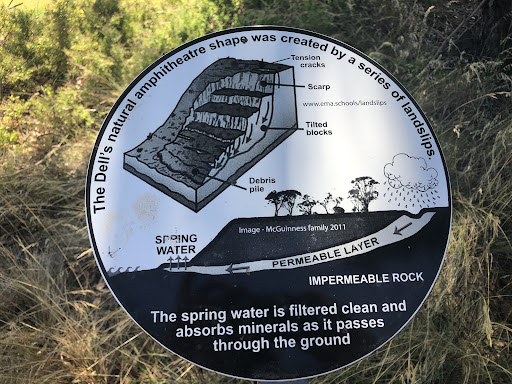 The Dell's natural amphitheatre shape was created by a series of landslips
Tension
cracks
Scarp
www.ema.schools/landslips
Tilted
blocks
Debris
pile
SPRING
WATER
Image - McGuinness family 2011
PERMEABLE LAYER
IMPERMEABLE ROCK
The spring water is filtered clean and
absorbs minerals as it passes
through the ground